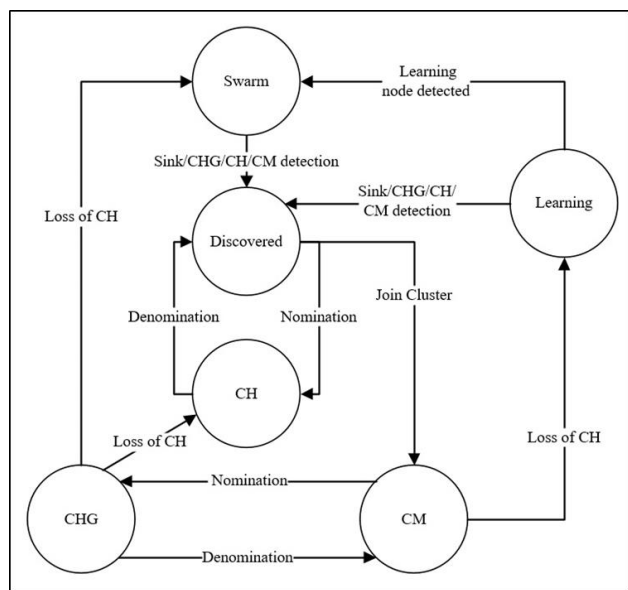 Swarm
Learning
node detected
Sink/CHG/CH/CM detection
Sink/CHG/CH/
CM detection
Learning
Loss of CH
Discovered
Join Cluster
Denomination
Nomination
CH
Loss of CH
Loss of CH
Nomination
CHG
CM
Denomination